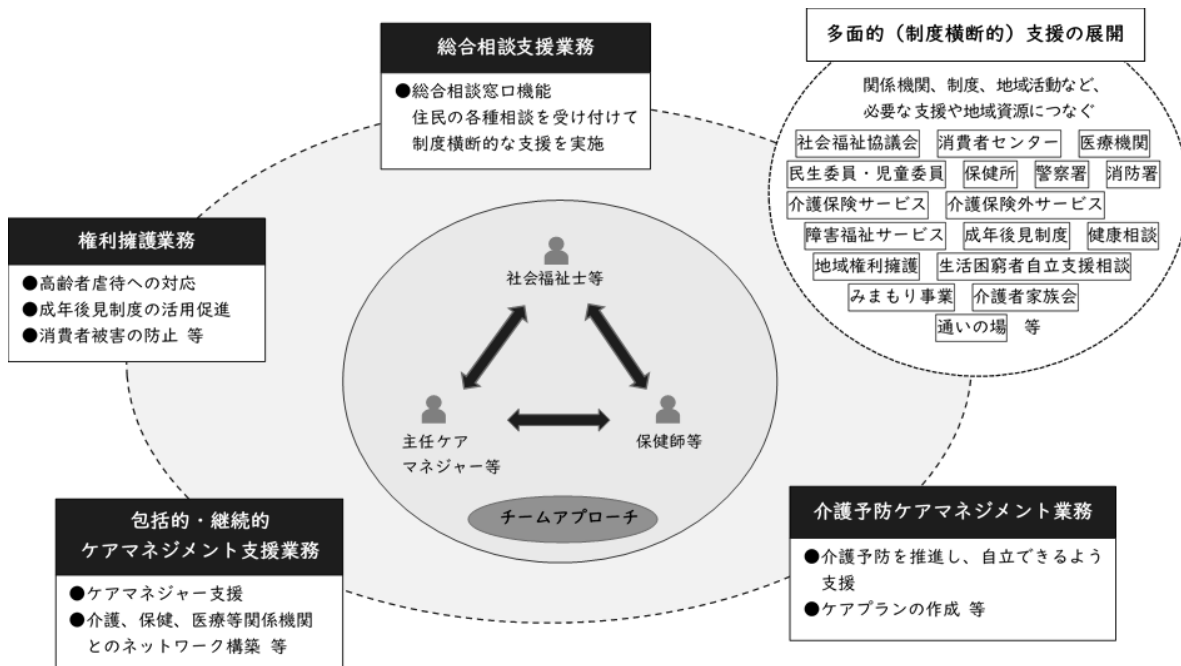 総合相談支援業務
●総合相談窓口機能
住民の各種相談を受け付けて
制度横断的な支援を実施
多面的（制度横断的）支援の展開
関係機関、制度、地域活動など、
必要な支援や地域資源につなぐ
社会福祉協議会 消費者センター 医療機関
民生委員・児童委員 保健所 警察署 消防署
介護保険サービス 介護保険外サービス
障害福祉サービス 成年後見制度 健康相談
地域権利擁護 生活困窮者自立支援相談
みまもり事業 介護者家族会
通いの場 等
権利擁護業務
●高齢者虐待への対応
●成年後見制度の活用促進
●消費者被害の防止 等
社会福祉士等
主任ケア
マネジャー等
保健師等
チームアプローチ
包括的・継続的
ケアマネジメント支援業務
●ケアマネジャー支援
●介護、保健、医療等関係機関
とのネットワーク構築 等
介護予防ケアマネジメント業務
●介護予防を推進し、自立できるよう
支援
●ケアプランの作成 等